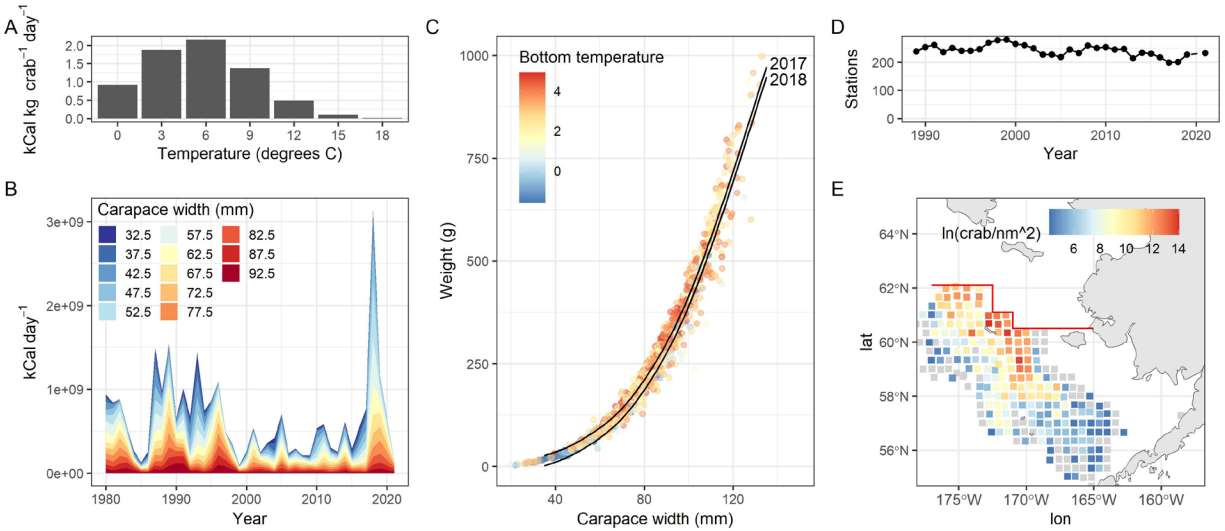 A
kCal kg crab⁻¹ day⁻¹
2.0
1.5
1.0
0.5
0.0
0 3 6 9 12 15 18
Temperature (degrees C)
B
kCal day⁻¹
3e+09
2e+09
1e+09
0e+00
Carapace width (mm)
32.5 57.5 82.5
37.5 62.5 87.5
42.5 67.5 92.5
47.5 72.5
52.5 77.5
1980 1990 2000 2010 2020
Year
C
Weight (g)
1000
750
500
250
0
Bottom temperature
4
2
0
2017
2018
40 80 120
Carapace width (mm)
D
Stations
200
100
0
1990 2000 2010 2020
Year
E
lat
64°N
62°N
60°N
58°N
56°N
ln(crab/nm^2)
6 8 10 12 14
175°W 170°W 165°W 160°W
lon